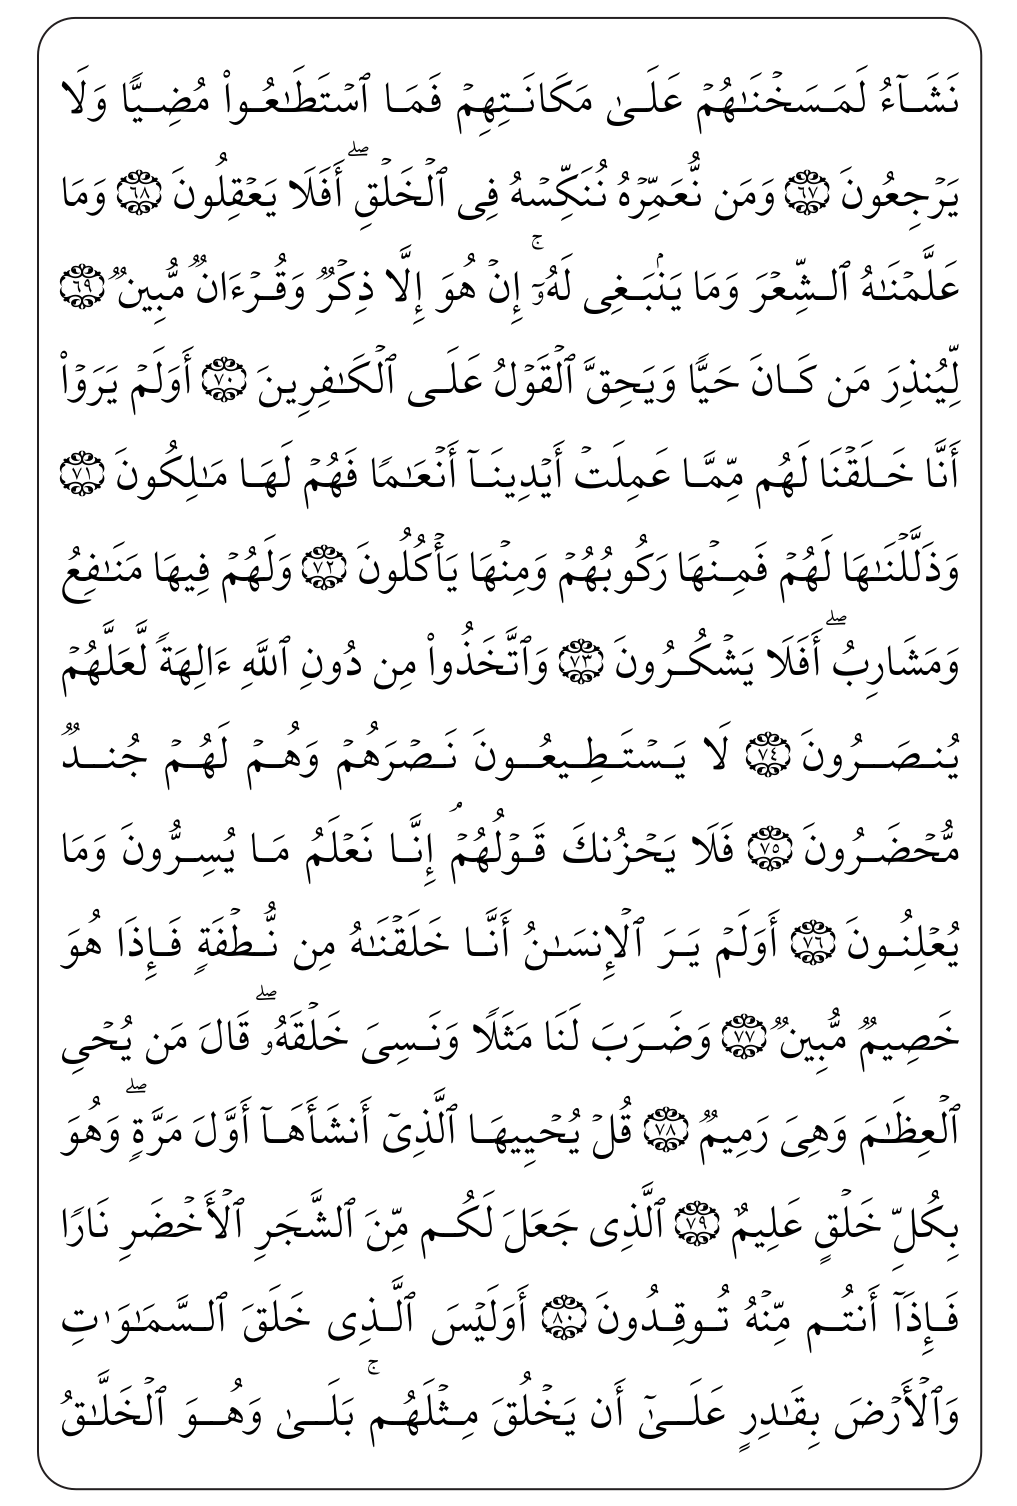 نَشَآءُ لَمَسَخْنَٰهُمْ عَلَىٰ مَكَانَتِهِمْ فَمَا ٱسْتَطَٰعُوا۟ مُضِيًّا وَلَا
يَرْجِعُونَ ٦٧ وَمَن نُّعَمِّرْهُ نُنَكِّسْهُ فِى ٱلْخَلْقِ ۖ أَفَلَا يَعْقِلُونَ ٦٨ وَمَا
عَلَّمْنَٰهُ ٱلشِّعْرَ وَمَا يَنۢبَغِى لَهُۥٓ ۚ إِنْ هُوَ إِلَّا ذِكْرٌ وَقُرْءَانٌ مُّبِينٌ ٦٩
لِّيُنذِرَ مَن كَانَ حَيًّا وَيَحِقَّ ٱلْقَوْلُ عَلَى ٱلْكَٰفِرِينَ ٧٠ أَوَلَمْ يَرَوْا۟
أَنَّا خَلَقْنَا لَهُم مِّمَّا عَمِلَتْ أَيْدِينَآ أَنْعَٰمًا فَهُمْ لَهَا مَٰلِكُونَ ٧١
وَذَلَّلْنَٰهَا لَهُمْ فَمِنْهَا رَكُوبُهُمْ وَمِنْهَا يَأْكُلُونَ ٧٢ وَلَهُمْ فِيهَا مَنَٰفِعُ
وَمَشَارِبُ ۖ أَفَلَا يَشْكُرُونَ ٧٣ وَٱتَّخَذُوا۟ مِن دُونِ ٱللَّهِ ءَالِهَةً لَّعَلَّهُمْ
يُنصَرُونَ ٧٤ لَا يَسْتَطِيعُونَ نَصْرَهُمْ وَهُمْ لَهُمْ جُندٌ
مُّحْضَرُونَ ٧٥ فَلَا يَحْزُنكَ قَوْلُهُمْ ۘ إِنَّا نَعْلَمُ مَا يُسِرُّونَ وَمَا
يُعْلِنُونَ ٧٦ أَوَلَمْ يَرَ ٱلْإِنسَٰنُ أَنَّا خَلَقْنَٰهُ مِن نُّطْفَةٍ فَإِذَا هُوَ
خَصِيمٌ مُّبِينٌ ٧٧ وَضَرَبَ لَنَا مَثَلًا وَنَسِىَ خَلْقَهُۥ ۖ قَالَ مَن يُحْىِ
ٱلْعِظَٰمَ وَهِىَ رَمِيمٌ ٧٨ قُلْ يُحْيِيهَا ٱلَّذِىٓ أَنشَأَهَآ أَوَّلَ مَرَّةٍ ۖ وَهُوَ
بِكُلِّ خَلْقٍ عَلِيمٌ ٧٩ ٱلَّذِى جَعَلَ لَكُم مِّنَ ٱلشَّجَرِ ٱلْأَخْضَرِ نَارًا
فَإِذَآ أَنتُم مِّنْهُ تُوقِدُونَ ٨٠ أَوَلَيْسَ ٱلَّذِى خَلَقَ ٱلسَّمَٰوَٰتِ
وَٱلْأَرْضَ بِقَٰدِرٍ عَلَىٰٓ أَن يَخْلُقَ مِثْلَهُم ۚ بَلَىٰ وَهُوَ ٱلْخَلَّٰقُ